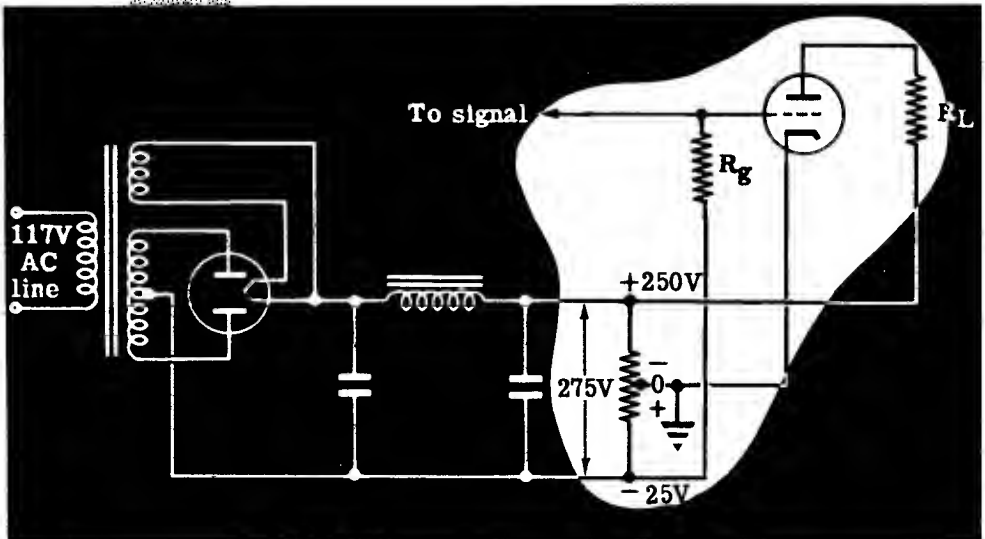 To signal
R_L
R_g
117V
AC
line
+250V
275V
−
0
+
−25V